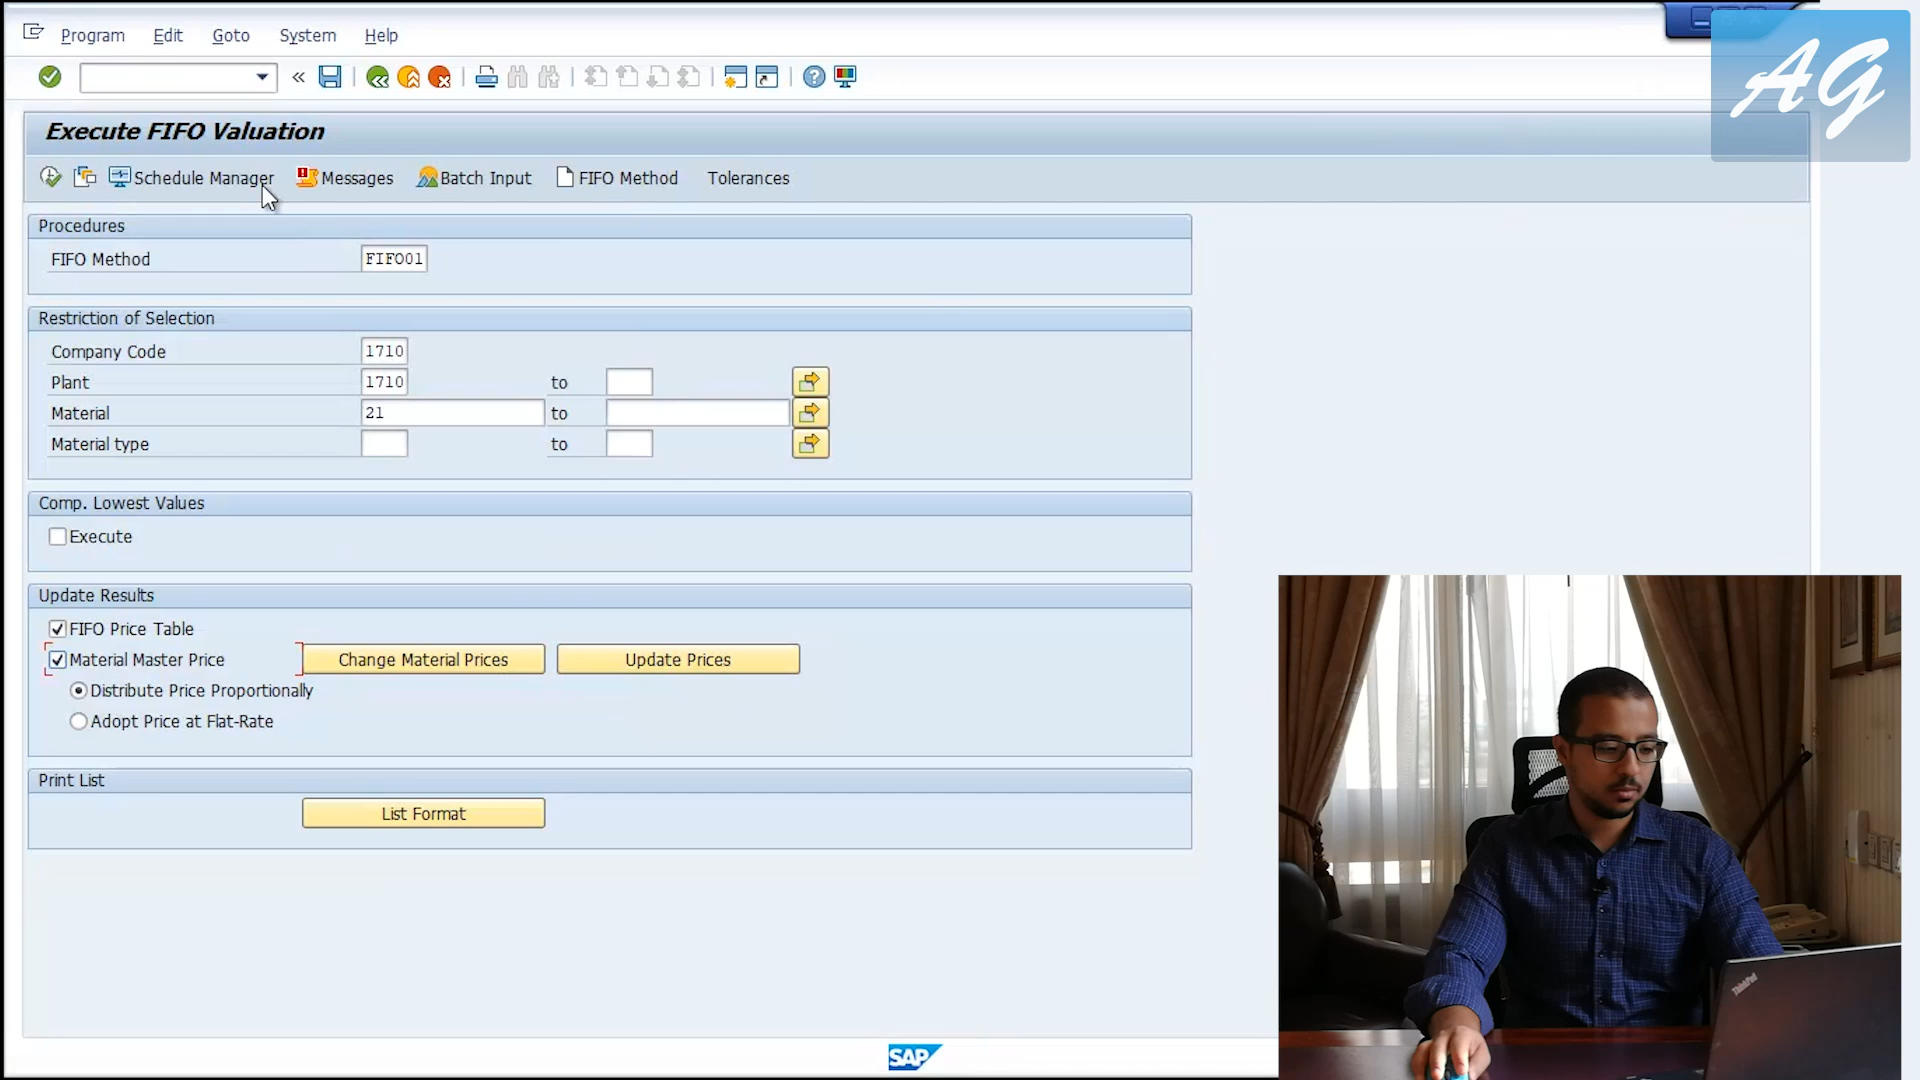 Program Edit Goto System Help
AG
Execute FIFO Valuation
Schedule Manager Messages Batch Input FIFO Method Tolerances
Procedures
FIFO Method FIFO01
Restriction of Selection
Company Code 1710
Plant 1710 to
Material 21 to
Material type to
Comp. Lowest Values
Execute
Update Results
FIFO Price Table
Material Master Price Change Material Prices Update Prices
Distribute Price Proportionally
Adopt Price at Flat-Rate
Print List
List Format
SAP
ThinkPad